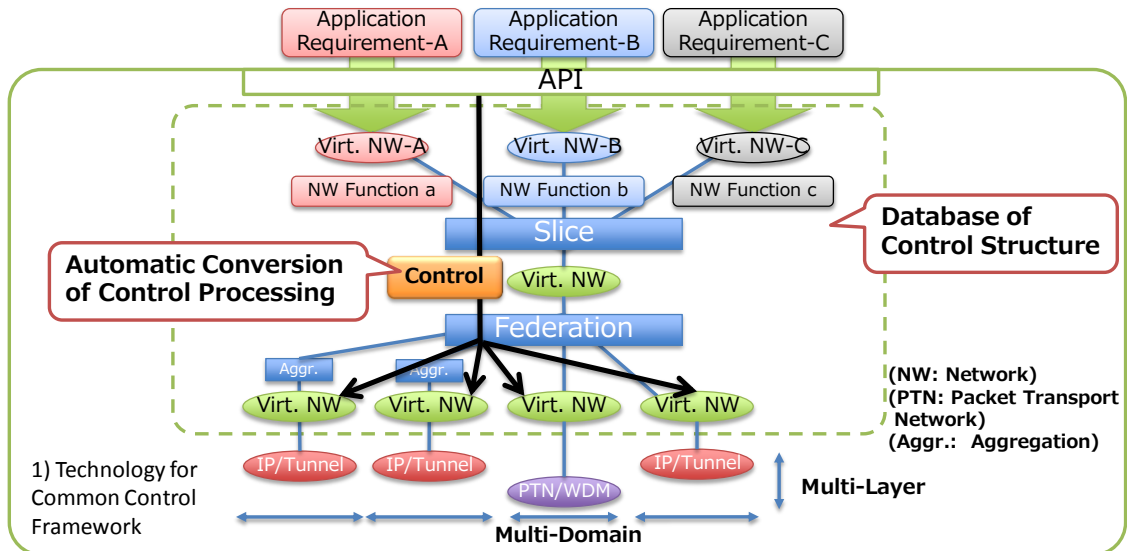 Application
Requirement-A
Application
Requirement-B
Application
Requirement-C
API
Virt. NW-A
Virt. NW-B
Virt. NW-C
NW Function a
NW Function b
NW Function c
Slice
Database of
Control Structure
Automatic Conversion
of Control Processing
Control
Virt. NW
Federation
Aggr.
Aggr.
Virt. NW
Virt. NW
Virt. NW
Virt. NW
(NW: Network)
(PTN: Packet Transport
Network)
(Aggr.: Aggregation)
IP/Tunnel
IP/Tunnel
IP/Tunnel
PTN/WDM
1) Technology for
Common Control
Framework
Multi-Layer
Multi-Domain